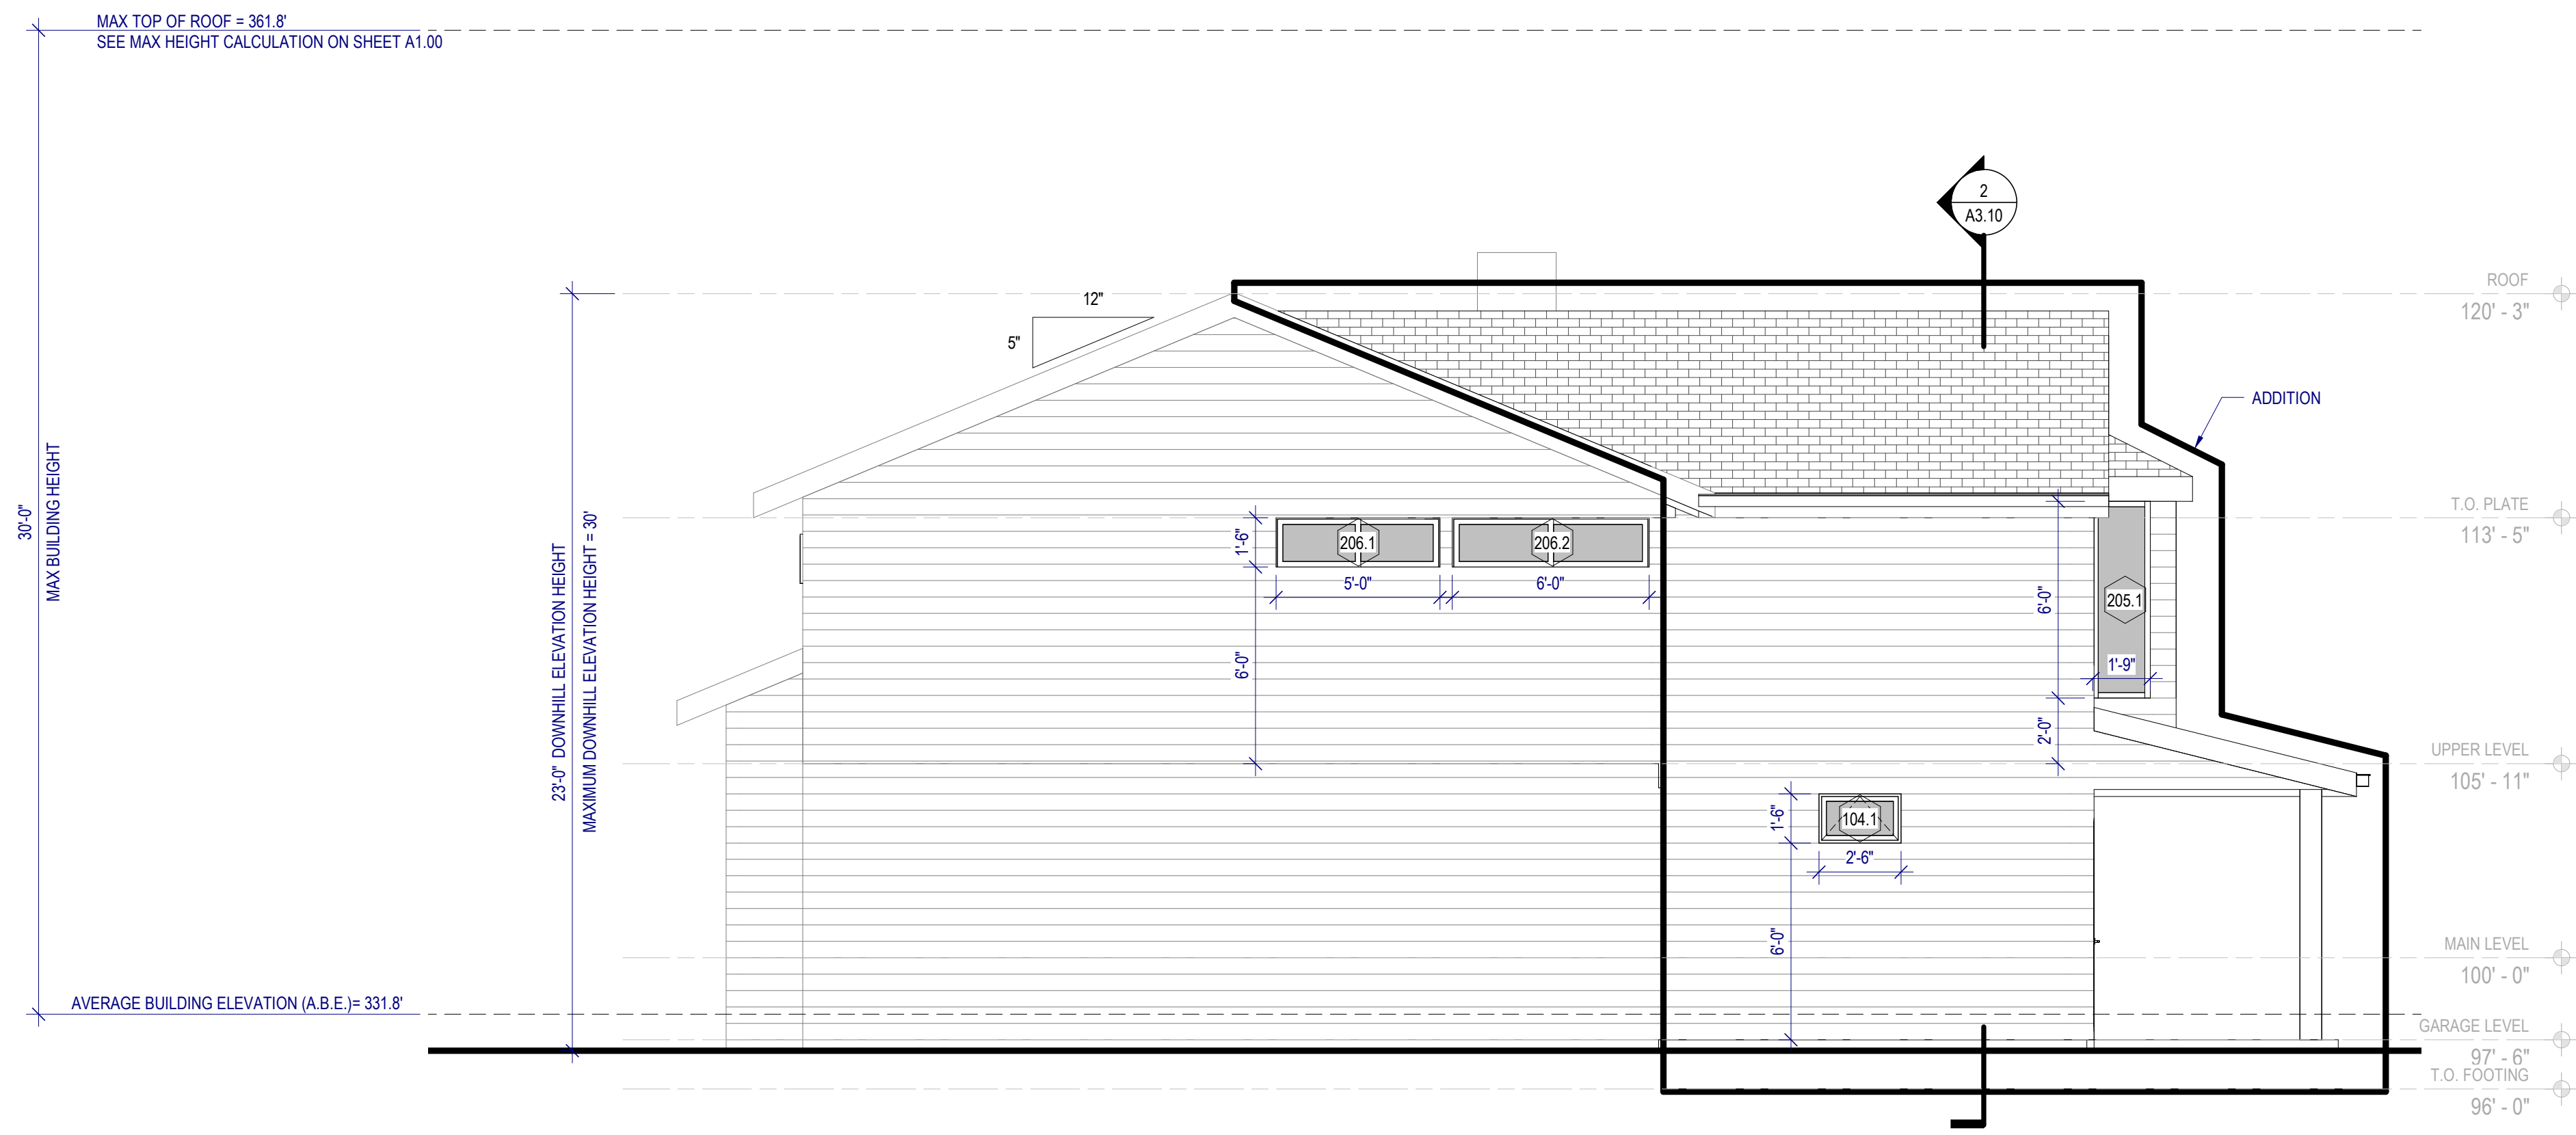 MAX TOP OF ROOF = 361.8'
SEE MAX HEIGHT CALCULATION ON SHEET A1.00
2
A3.10
ROOF
120' - 3"
12"
5"
ADDITION
30'-0"
MAX BUILDING HEIGHT
23'-0" DOWNHILL ELEVATION HEIGHT
MAXIMUM DOWNHILL ELEVATION HEIGHT = 30'
T.O. PLATE
113' - 5"
1'-6"
206.1
206.2
5'-0"
6'-0"
6'-0"
6'-0"
205.1
1'-9"
2'-0"
UPPER LEVEL
105' - 11"
1'-6"
104.1
2'-6"
6'-0"
MAIN LEVEL
100' - 0"
AVERAGE BUILDING ELEVATION (A.B.E.)= 331.8'
GARAGE LEVEL
97' - 6"
T.O. FOOTING
96' - 0"